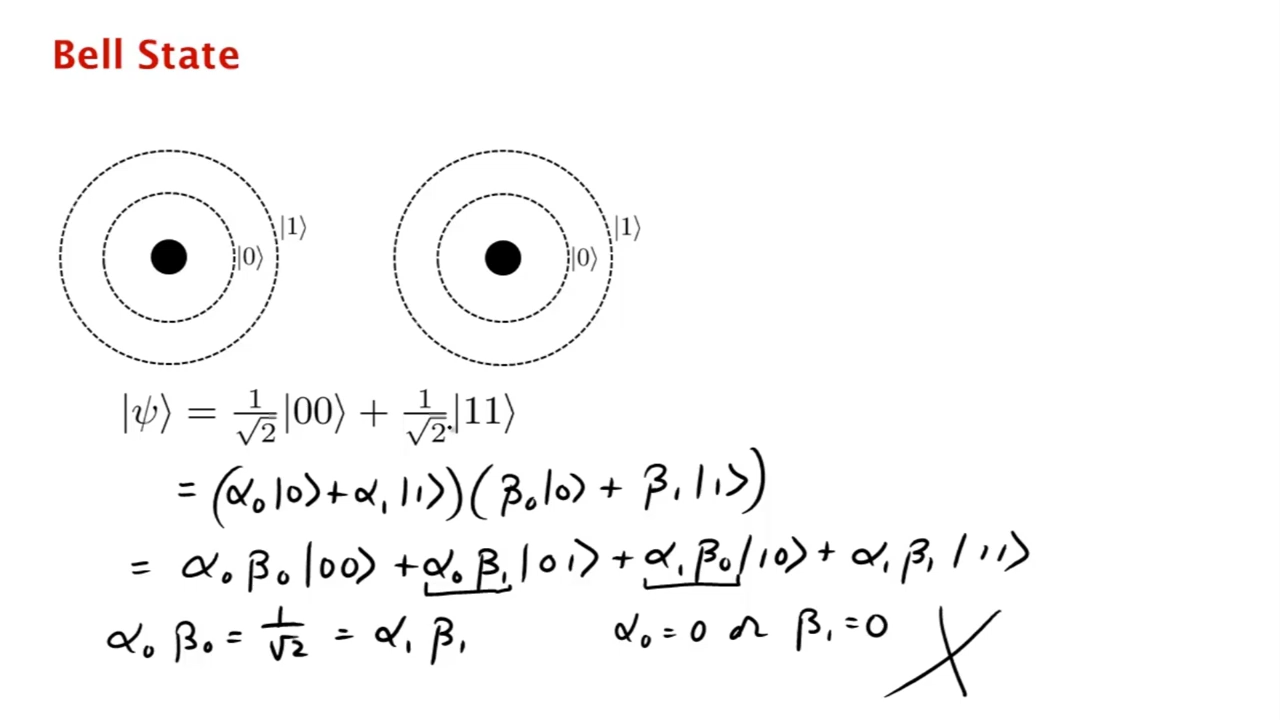 Bell State
|1⟩ |1⟩
|0⟩ |0⟩
|ψ⟩ = 1/√2 |00⟩ + 1/√2 |11⟩
= (α₀|0⟩ + α₁|1⟩)(β₀|0⟩ + β₁|1⟩)
= α₀β₀|00⟩ + α₀β₁|01⟩ + α₁β₀|10⟩ + α₁β₁|11⟩
α₀β₀ = 1/√2 = α₁β₁ α₀ = 0 or β₁ = 0